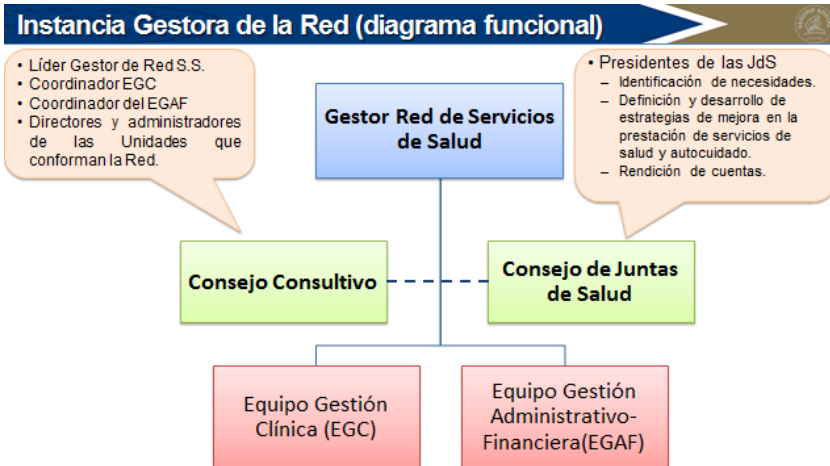 Instancia Gestora de la Red (diagrama funcional)
• Líder Gestor de Red S.S.
• Coordinador EGC
• Coordinador del EGAF
• Directores y administradores
de las Unidades que
conforman la Red.
Gestor Red de Servicios
de Salud
• Presidentes de las JdS
– Identificación de necesidades.
– Definición y desarrollo de
estrategias de mejora en la
prestación de servicios de
salud y autocuidado.
– Rendición de cuentas.
Consejo Consultivo
Consejo de Juntas
de Salud
Equipo Gestión
Clínica (EGC)
Equipo Gestión
Administrativo-
Financiera(EGAF)